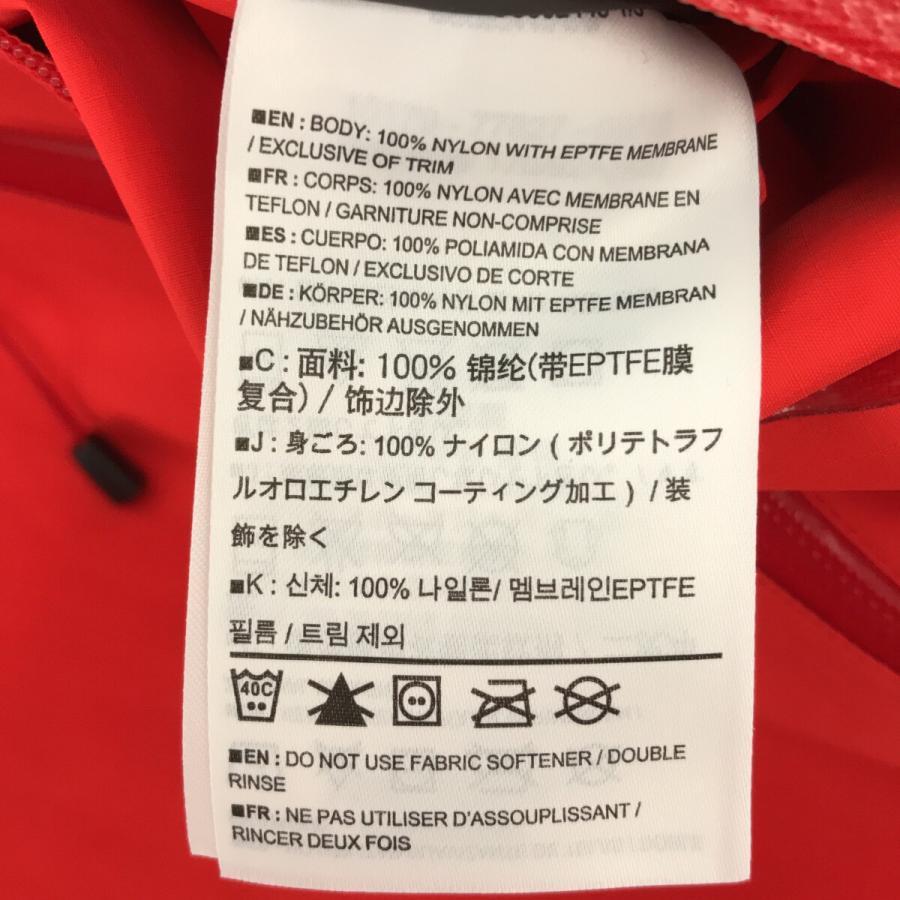 EN : BODY: 100% NYLON WITH EPTFE MEMBRANE
/ EXCLUSIVE OF TRIM
FR : CORPS: 100% NYLON AVEC MEMBRANE EN
TEFLON / GARNITURE NON-COMPRISE
ES : CUERPO: 100% POLIAMIDA CON MEMBRANA
DE TEFLON / EXCLUSIVO DE CORTE
DE : KÖRPER: 100% NYLON MIT EPTFE MEMBRAN
/ NÄHZUBEHÖR AUSGENOMMEN
C : 面料: 100% 锦纶(带EPTFE膜
复合) / 饰边除外
J : 身ごろ: 100% ナイロン ( ポリテトラフ
ルオロエチレン コーティング加工 ) / 装
飾を除く
K : 신체: 100% 나일론/ 멤브레인EPTFE
필름 / 트림 제외
40C
EN : DO NOT USE FABRIC SOFTENER / DOUBLE
RINSE
FR : NE PAS UTILISER D'ASSOUPLISSANT /
RINCER DEUX FOIS